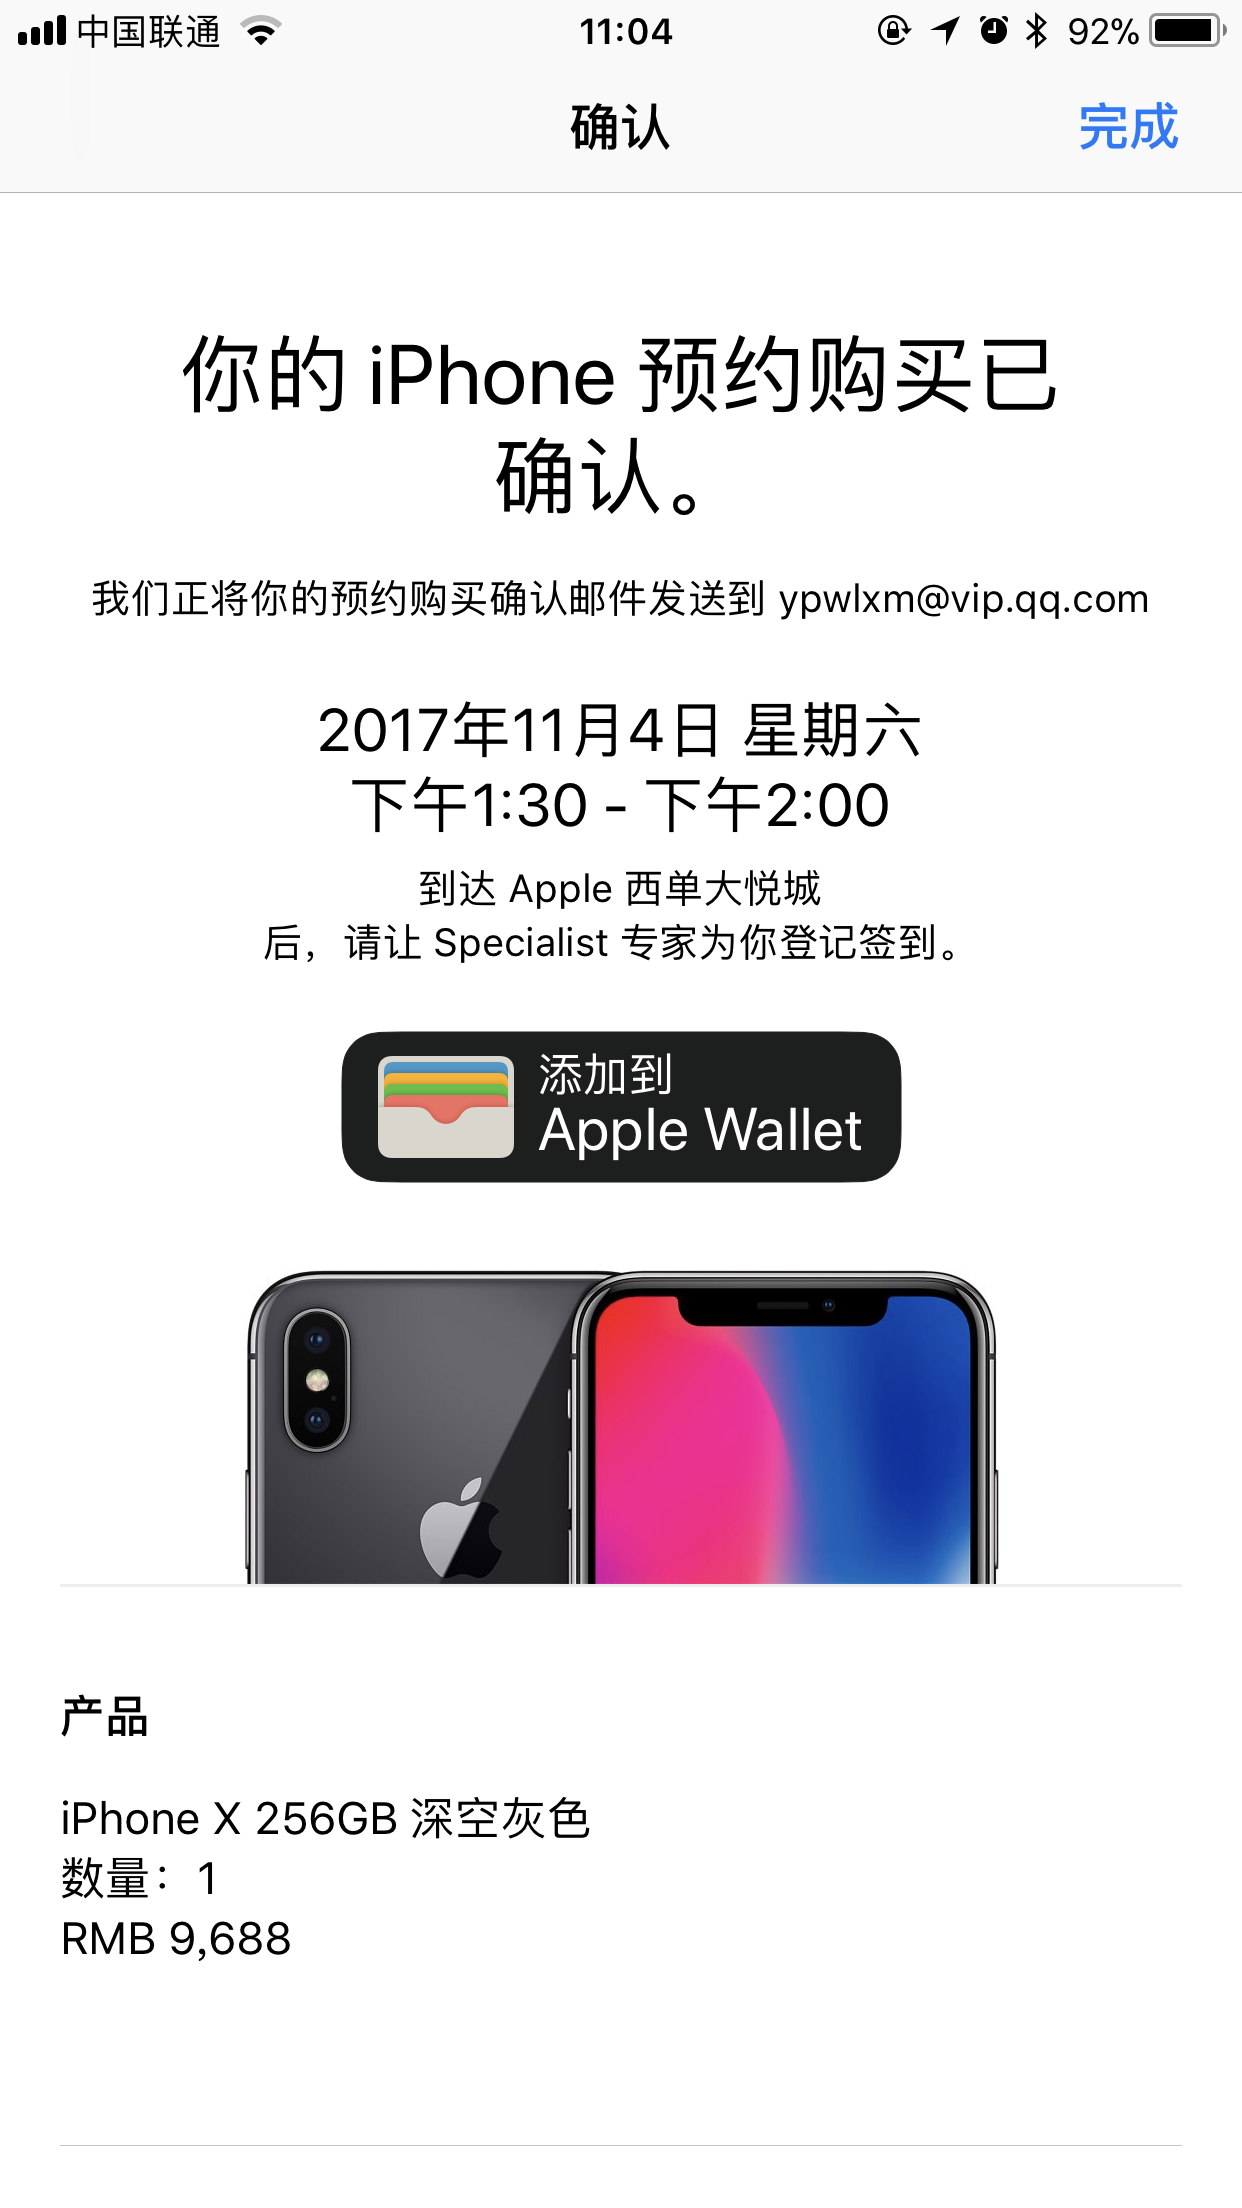 中国联通
11:04
92%
确认
完成
你的 iPhone 预约购买已
确认。
我们正将你的预约购买确认邮件发送到 ypwlxm@vip.qq.com
2017年11月4日 星期六
下午1:30 - 下午2:00
到达 Apple 西单大悦城
后，请让 Specialist 专家为你登记签到。
添加到
Apple Wallet
产品
iPhone X 256GB 深空灰色
数量：1
RMB 9,688